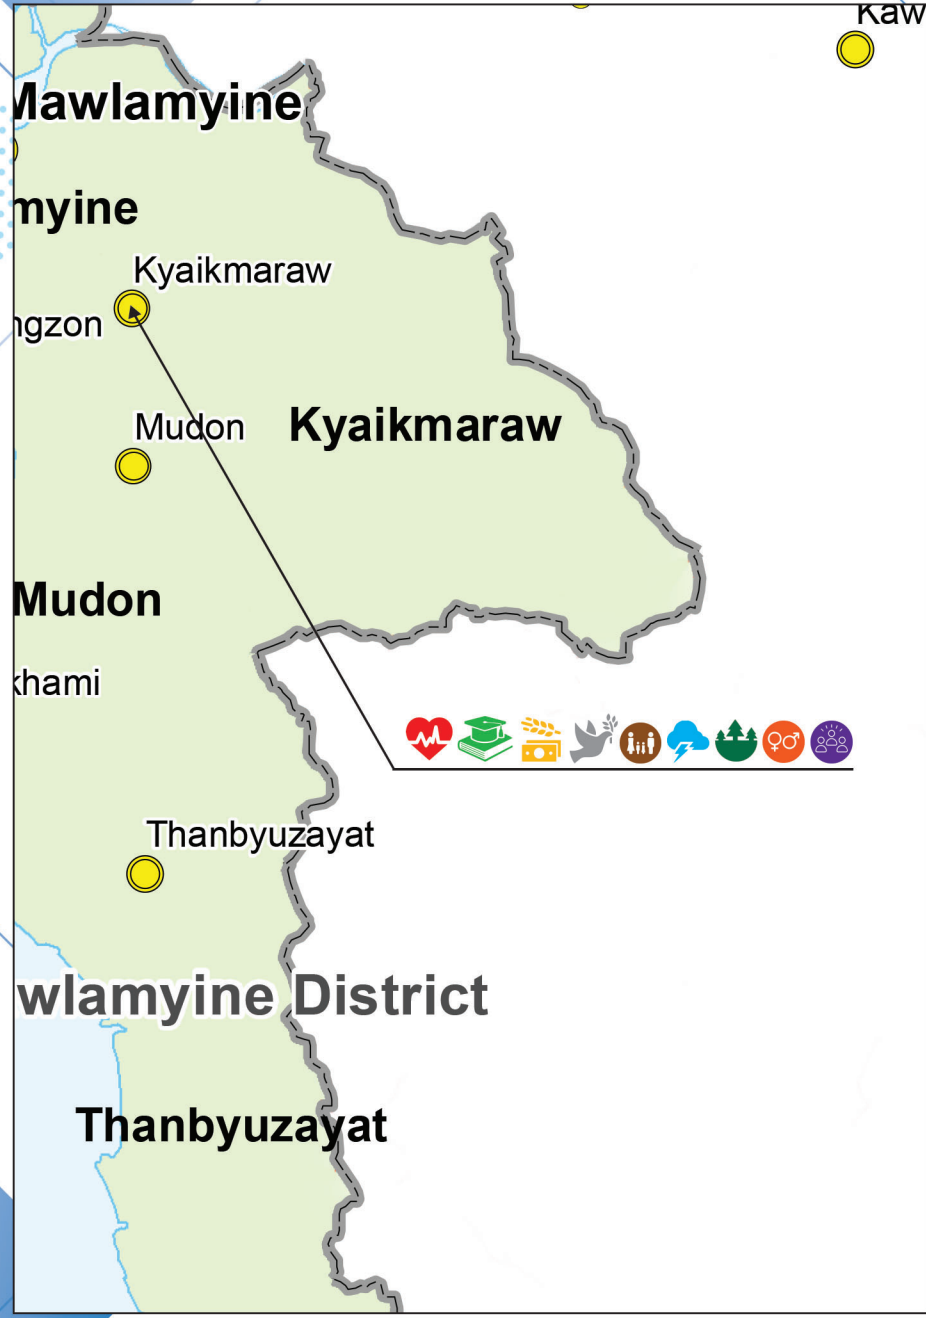 Kaw
Mawlamyine
myine
Kyaikmaraw
ngzon
Mudon
Kyaikmaraw
Mudon
khami
Thanbyuzayat
wlamyine District
Thanbyuzayat